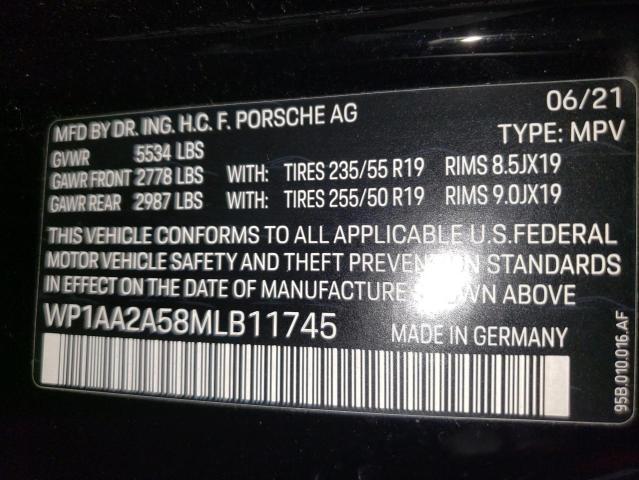 MFD BY DR. ING. H.C. F. PORSCHE AG 06/21
GVWR 5534 LBS TYPE: MPV
GAWR FRONT 2778 LBS WITH: TIRES 235/55 R19 RIMS 8.5JX19
GAWR REAR 2987 LBS WITH: TIRES 255/50 R19 RIMS 9.0JX19
THIS VEHICLE CONFORMS TO ALL APPLICABLE U.S.FEDERAL
MOTOR VEHICLE SAFETY AND THEFT PREVENTION STANDARDS
IN EFFECT ON THE DATE OF MANUFACTURE SHOWN ABOVE.
WP1AA2A58MLB11745 MADE IN GERMANY
95B.010.016.AF